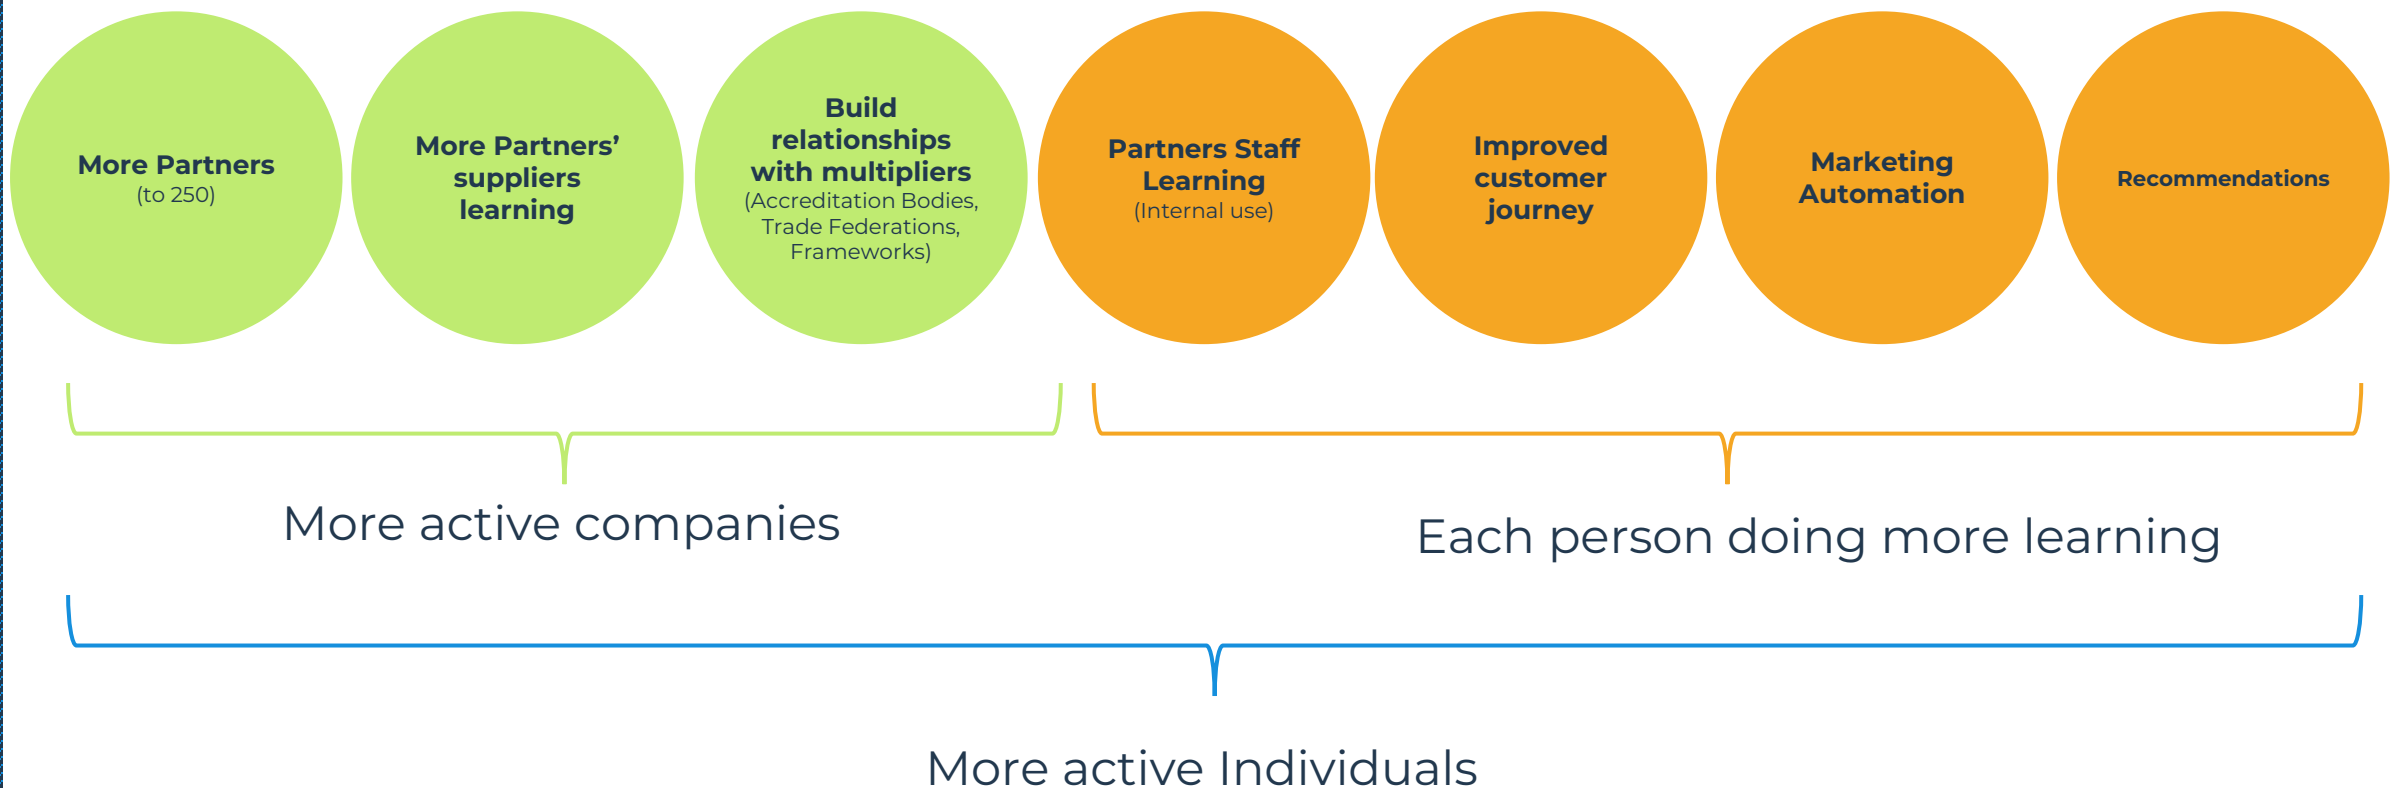 More Partners
(to 250)
More Partners’
suppliers
learning
Build
relationships
with multipliers
(Accreditation Bodies,
Trade Federations,
Frameworks)
Partners Staff
Learning
(Internal use)
Improved
customer
journey
Marketing
Automation
Recommendations
More active companies
Each person doing more learning
More active Individuals